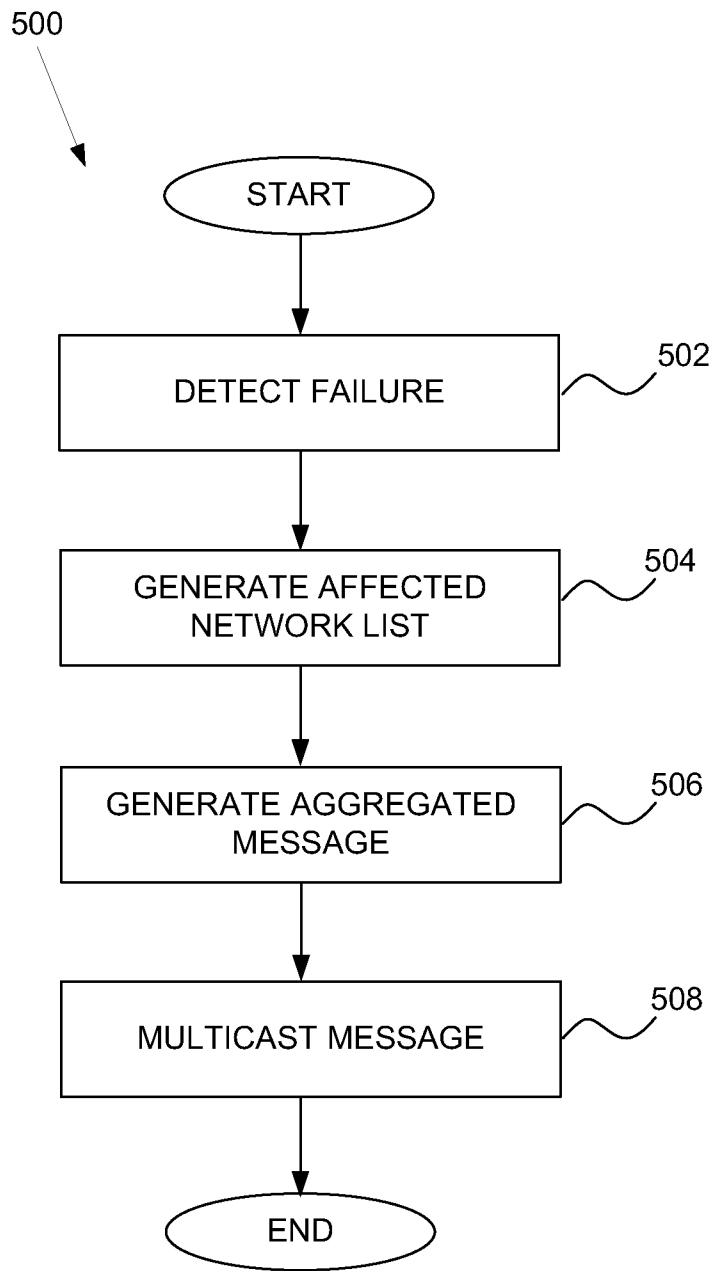 500
START
DETECT FAILURE
502
GENERATE AFFECTED
NETWORK LIST
504
GENERATE AGGREGATED
MESSAGE
506
MULTICAST MESSAGE
508
END